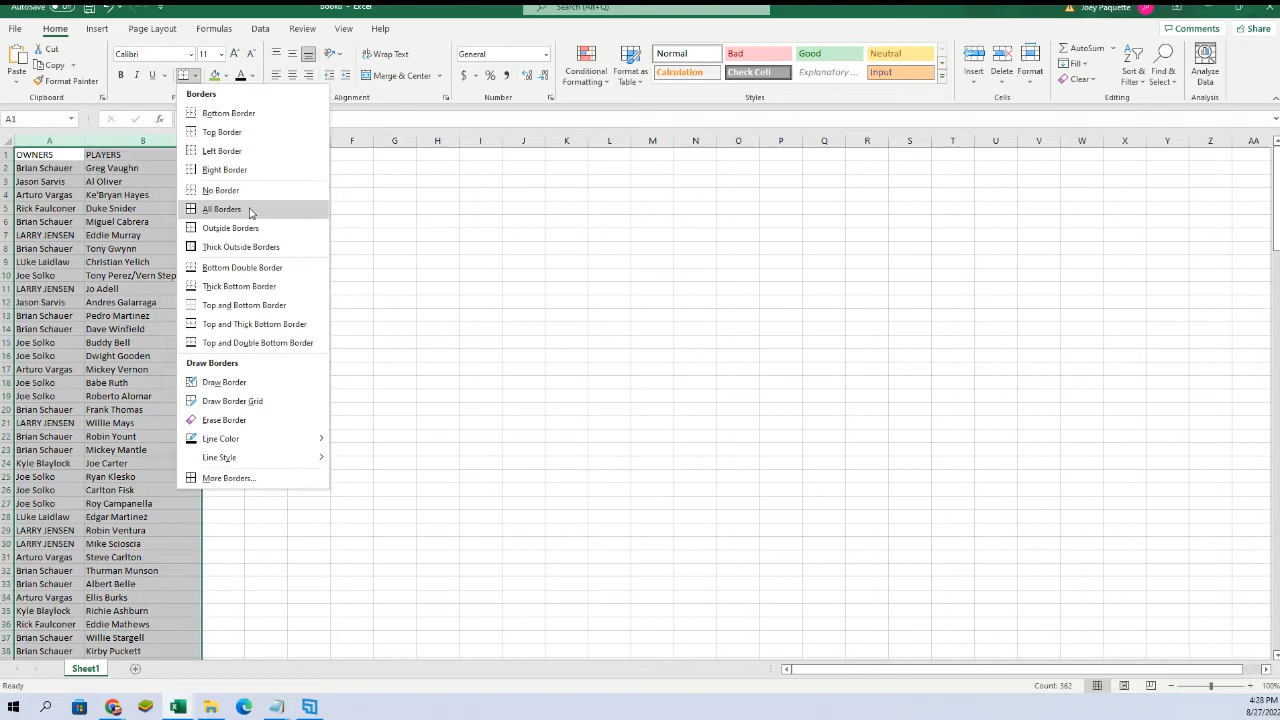 AutoSave Off Book6 - Excel Search (Alt+Q) Joey Paquette JP
File Home Insert Page Layout Formulas Data Review View Help Comments Share
Paste Cut Copy Format Painter Clipboard
Calibri 11 B I U
Wrap Text Merge & Center Alignment
General $ % 9 Number
Conditional Formatting Format as Table
Normal Bad Good Neutral
Calculation Check Cell Explanatory ... Input
Styles
Insert Delete Format Cells
AutoSum Fill Clear Sort & Filter Find & Select Editing
Analyze Data Analysis
A1 fx
A B F G H I J K L M N O P Q R S T U V W X Y Z AA
1 OWNERS PLAYERS
2 Brian Schauer Greg Vaughn
3 Jason Sarvis Al Oliver
4 Arturo Vargas Ke'Bryan Hayes
5 Rick Faulconer Duke Snider
6 Brian Schauer Miguel Cabrera
7 LARRY JENSEN Eddie Murray
8 Brian Schauer Tony Gwynn
9 LUke Laidlaw Christian Yelich
10 Joe Solko Tony Perez/Vern Step
11 LARRY JENSEN Jo Adell
12 Jason Sarvis Andres Galarraga
13 Brian Schauer Pedro Martinez
14 Brian Schauer Dave Winfield
15 Joe Solko Buddy Bell
16 Joe Solko Dwight Gooden
17 Arturo Vargas Mickey Vernon
18 Joe Solko Babe Ruth
19 Joe Solko Roberto Alomar
20 Brian Schauer Frank Thomas
21 LARRY JENSEN Willie Mays
22 Brian Schauer Robin Yount
23 Brian Schauer Mickey Mantle
24 Kyle Blaylock Joe Carter
25 Joe Solko Ryan Klesko
26 Joe Solko Carlton Fisk
27 Joe Solko Roy Campanella
28 LUke Laidlaw Edgar Martinez
29 LARRY JENSEN Robin Ventura
30 LARRY JENSEN Mike Scioscia
31 Arturo Vargas Steve Carlton
32 Brian Schauer Thurman Munson
33 Brian Schauer Albert Belle
34 Arturo Vargas Ellis Burks
35 Kyle Blaylock Richie Ashburn
36 Rick Faulconer Eddie Mathews
37 Brian Schauer Willie Stargell
38 Brian Schauer Kirby Puckett
Borders
Bottom Border
Top Border
Left Border
Right Border
No Border
All Borders
Outside Borders
Thick Outside Borders
Bottom Double Border
Thick Bottom Border
Top and Bottom Border
Top and Thick Bottom Border
Top and Double Bottom Border
Draw Borders
Draw Border
Draw Border Grid
Erase Border
Line Color
Line Style
More Borders...
Sheet1
Ready Count: 362 100%
4:28 PM
8/27/2022